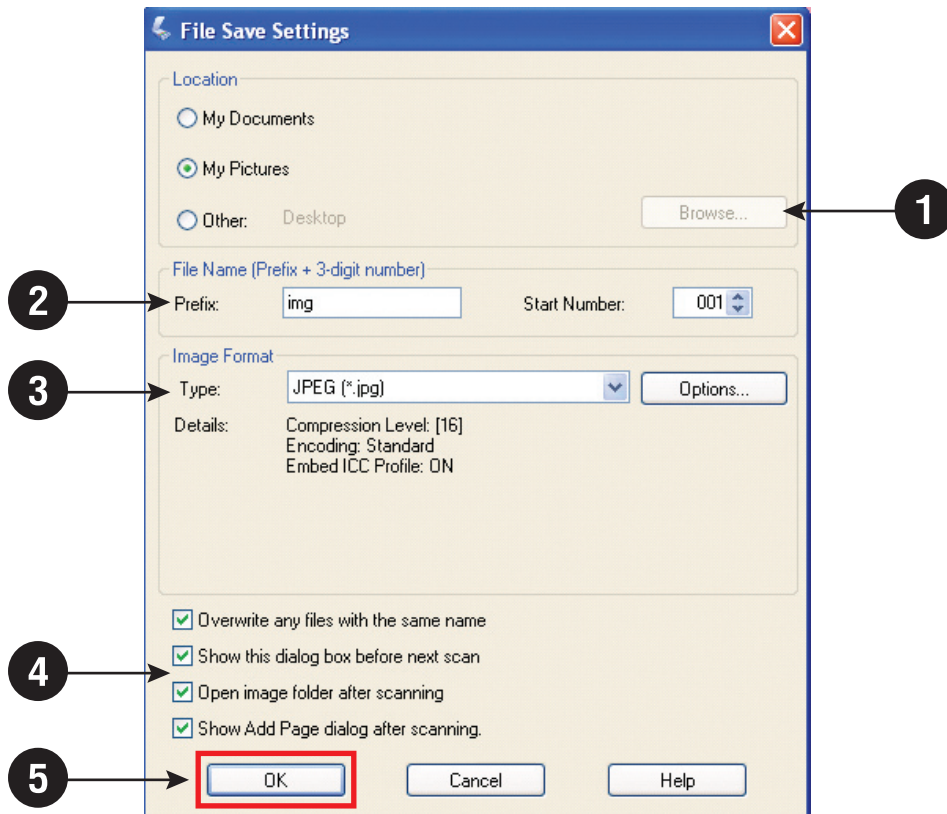 File Save Settings
Location
My Documents
My Pictures
Other: Desktop Browse...
1
File Name (Prefix + 3-digit number)
2 Prefix: img Start Number: 001
Image Format
3 Type: JPEG (*.jpg) Options...
Details: Compression Level: [16]
Encoding: Standard
Embed ICC Profile: ON
Overwrite any files with the same name
4 Show this dialog box before next scan
Open image folder after scanning
Show Add Page dialog after scanning.
5 OK Cancel Help